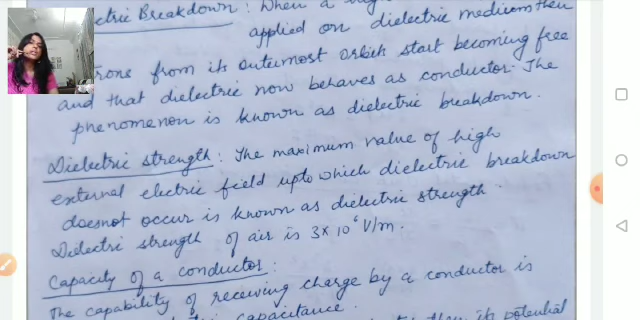 ctric Breakdown: When a
applied on dielectric medium then
rons from its outermost orbit start becoming free
and that dielectric now behaves as conductor. The
phenomenon is known as dielectric breakdown.
Dielectric strength: The maximum value of high
external electric field upto which dielectric breakdown
doesnot occur is known as dielectric strength.
Dielectric strength of air is 3x10⁶ V/m.
Capacity of a conductor:
The capability of receiving charge by a conductor is
capacitance.
then its potential